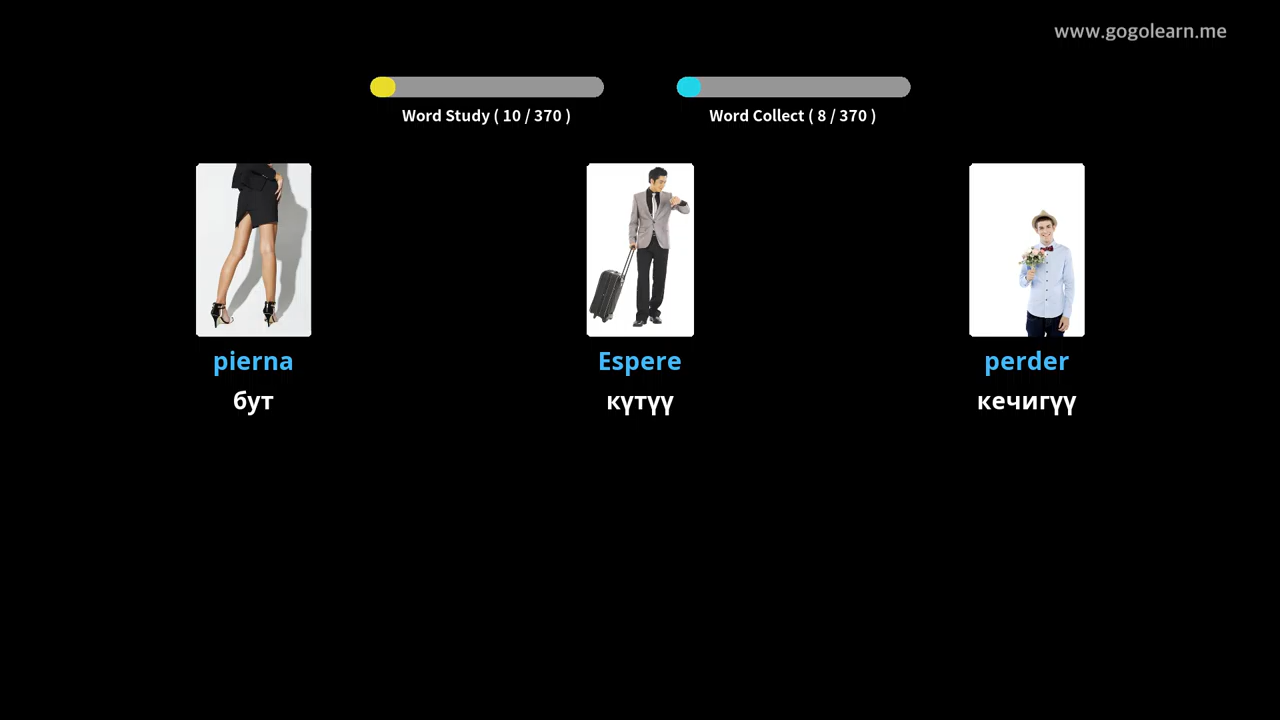 www.gogolearn.me
Word Study ( 10 / 370 )
Word Collect ( 8 / 370 )
pierna
Espere
perder
бут
күтүү
кечигүү